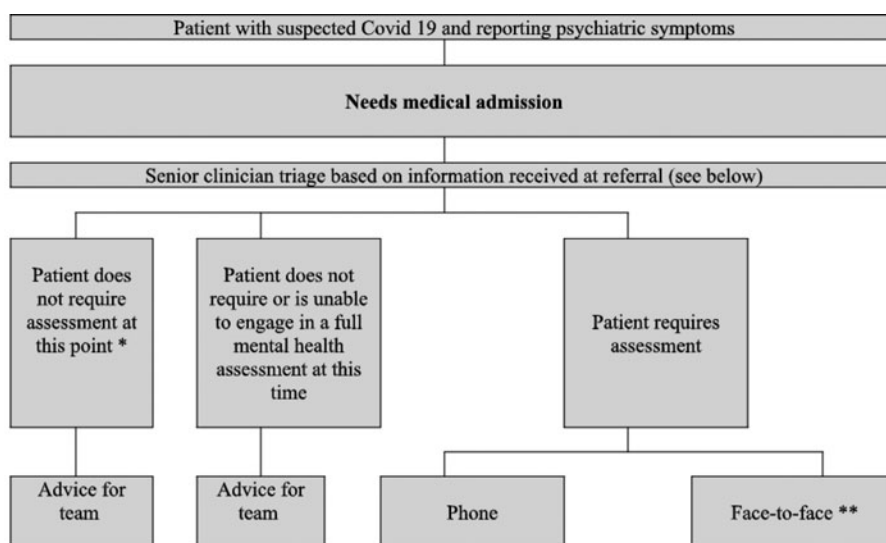 Patient with suspected Covid 19 and reporting psychiatric symptoms
Needs medical admission
Senior clinician triage based on information received at referral (see below)
Patient does
not require
assessment at
this point *
Patient does not
require or is unable
to engage in a full
mental health
assessment at this
time
Patient requires
assessment
Advice for
team
Advice for
team
Phone
Face-to-face **